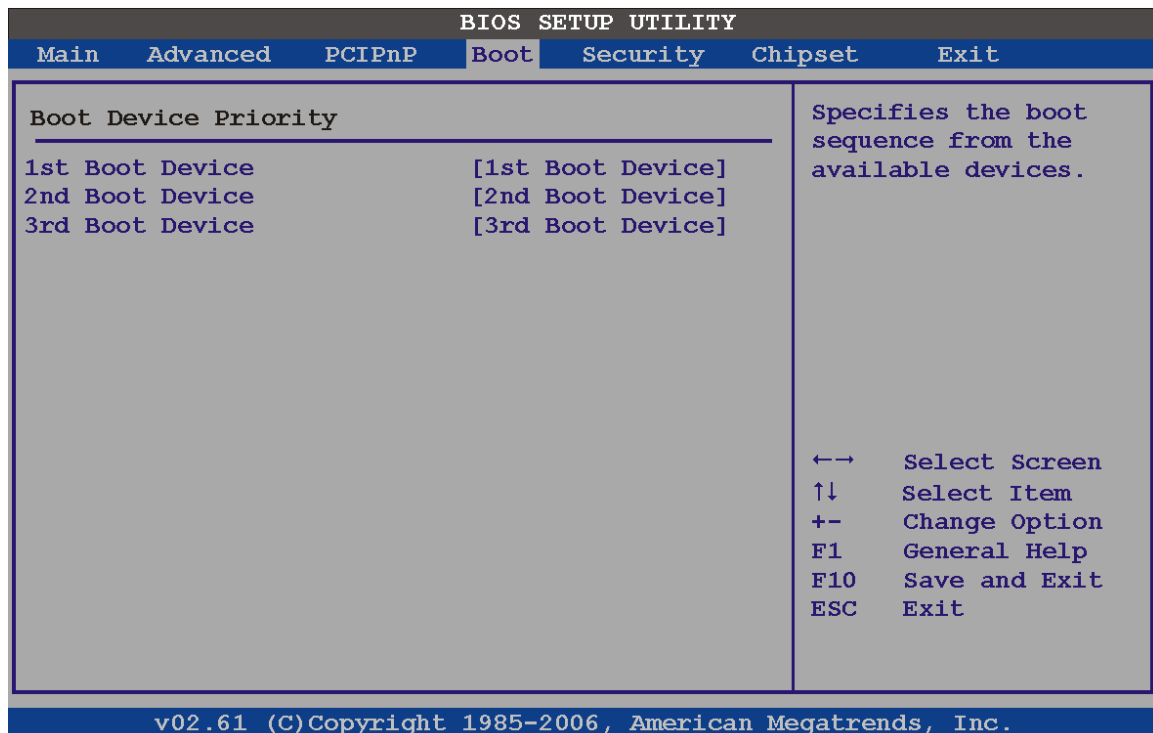 BIOS SETUP UTILITY
Main Advanced PCIPnP Boot Security Chipset Exit
Boot Device Priority
1st Boot Device [1st Boot Device]
2nd Boot Device [2nd Boot Device]
3rd Boot Device [3rd Boot Device]
Specifies the boot
sequence from the
available devices.
←→ Select Screen
↑↓ Select Item
+- Change Option
F1 General Help
F10 Save and Exit
ESC Exit
v02.61 (C)Copyright 1985-2006, American Megatrends, Inc.